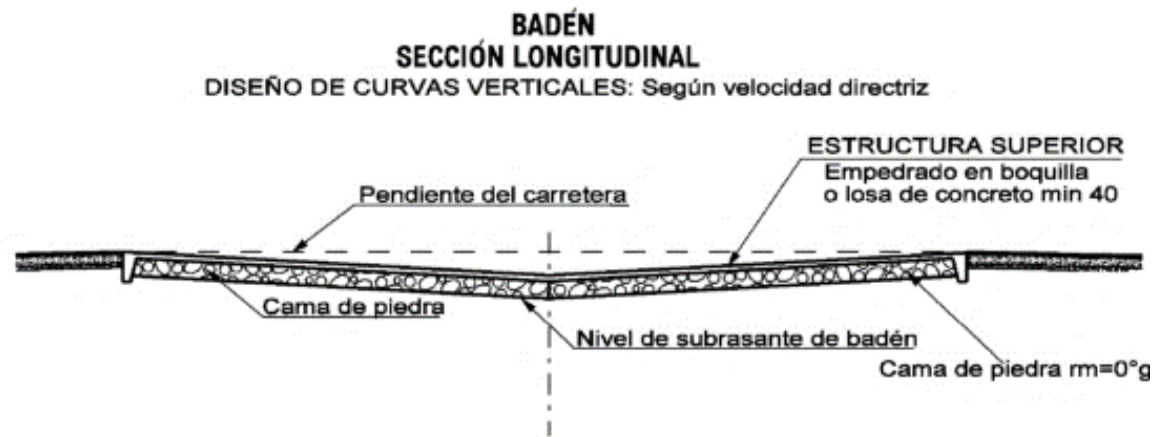 BADÉN
SECCIÓN LONGITUDINAL
DISEÑO DE CURVAS VERTICALES: Según velocidad directriz
ESTRUCTURA SUPERIOR
Empedrado en boquilla
o losa de concreto min 40
Pendiente del carretera
Cama de piedra
Nivel de subrasante de badén
Cama de piedra rm=0°g